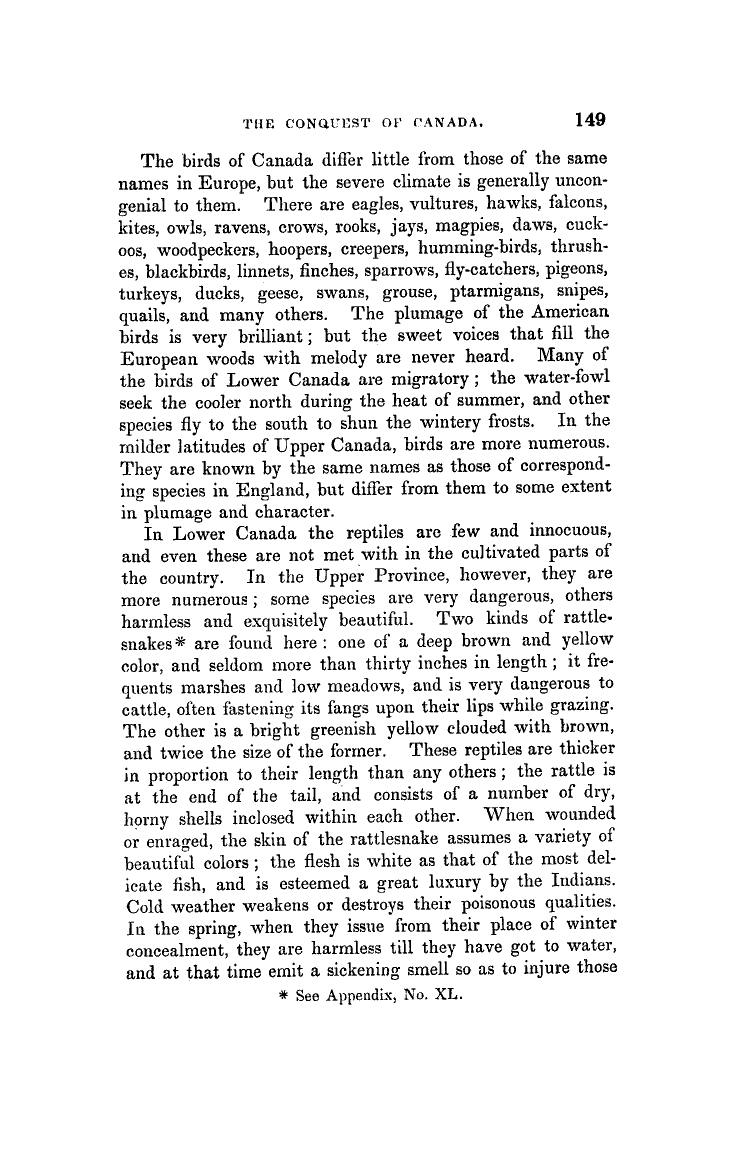 THE CONQUEST OF CANADA. 149
The birds of Canada differ little from those of the same
names in Europe, but the severe climate is generally uncon-
genial to them. There are eagles, vultures, hawks, falcons,
kites, owls, ravens, crows, rooks, jays, magpies, daws, cuck-
oos, woodpeckers, hoopers, creepers, humming-birds, thrush-
es, blackbirds, linnets, finches, sparrows, fly-catchers, pigeons,
turkeys, ducks, geese, swans, grouse, ptarmigans, snipes,
quails, and many others. The plumage of the American
birds is very brilliant; but the sweet voices that fill the
European woods with melody are never heard. Many of
the birds of Lower Canada are migratory; the water-fowl
seek the cooler north during the heat of summer, and other
species fly to the south to shun the wintery frosts. In the
milder latitudes of Upper Canada, birds are more numerous.
They are known by the same names as those of correspond-
ing species in England, but differ from them to some extent
in plumage and character.
In Lower Canada the reptiles are few and innocuous,
and even these are not met with in the cultivated parts of
the country. In the Upper Province, however, they are
more numerous; some species are very dangerous, others
harmless and exquisitely beautiful. Two kinds of rattle-
snakes* are found here: one of a deep brown and yellow
color, and seldom more than thirty inches in length; it fre-
quents marshes and low meadows, and is very dangerous to
cattle, often fastening its fangs upon their lips while grazing.
The other is a bright greenish yellow clouded with brown,
and twice the size of the former. These reptiles are thicker
in proportion to their length than any others; the rattle is
at the end of the tail, and consists of a number of dry,
horny shells inclosed within each other. When wounded
or enraged, the skin of the rattlesnake assumes a variety of
beautiful colors; the flesh is white as that of the most del-
icate fish, and is esteemed a great luxury by the Indians.
Cold weather weakens or destroys their poisonous qualities.
In the spring, when they issue from their place of winter
concealment, they are harmless till they have got to water,
and at that time emit a sickening smell so as to injure those
* See Appendix, No. XL.